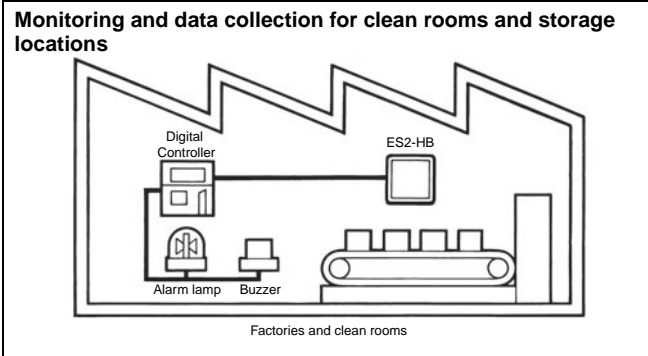 Monitoring and data collection for clean rooms and storage
locations
Digital
Controller
ES2-HB
Alarm lamp
Buzzer
Factories and clean rooms